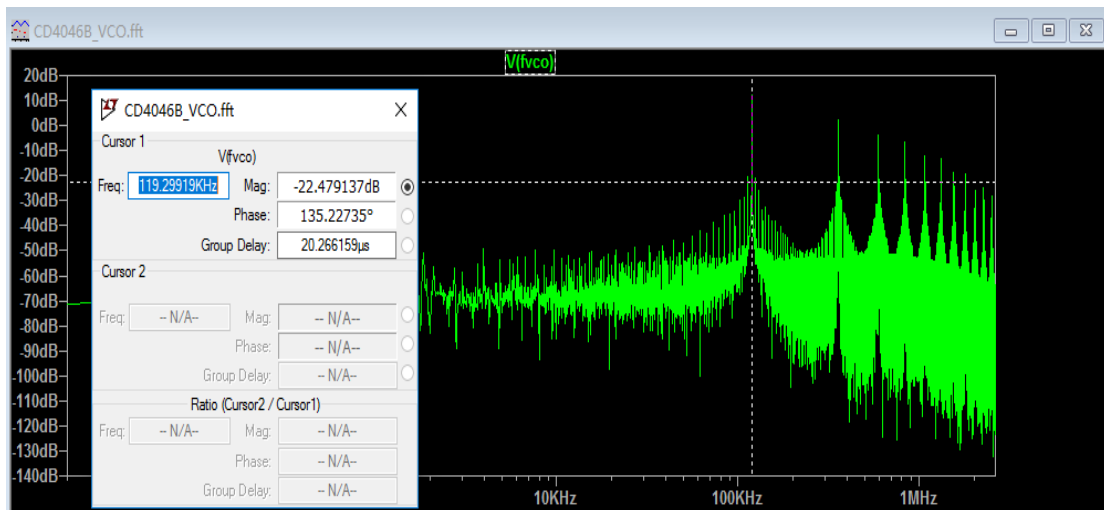 CD4046B_VCO.fft
V(fvco)
20dB
10dB
0dB
-10dB
-20dB
-30dB
-40dB
-50dB
-60dB
-70dB
-80dB
-90dB
-100dB
-110dB
-120dB
-130dB
-140dB
CD4046B_VCO.fft
Cursor 1
V(fvco)
Freq: 119.29919KHz Mag: -22.479137dB
Phase: 135.22735°
Group Delay: 20.266159µs
Cursor 2
Freq: -- N/A-- Mag: -- N/A--
Phase: -- N/A--
Group Delay: -- N/A--
Ratio (Cursor2 / Cursor1)
Freq: -- N/A-- Mag: -- N/A--
Phase: -- N/A--
Group Delay: -- N/A--
10KHz 100KHz 1MHz